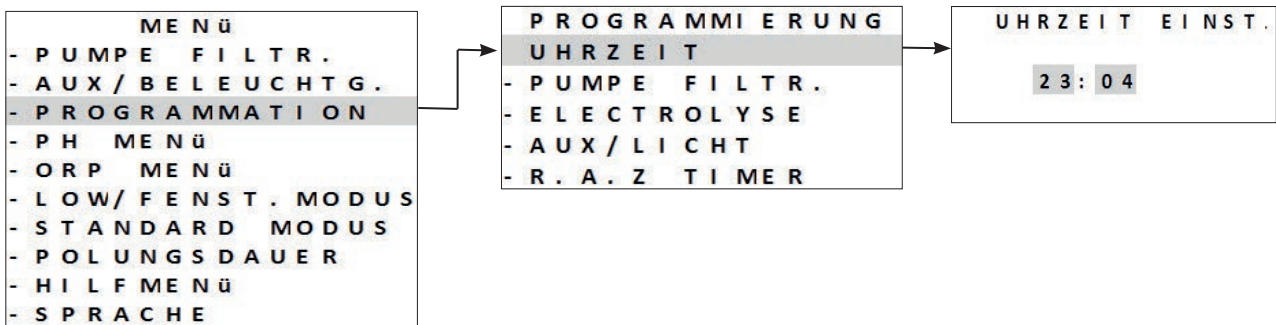 MENü
- PUMPE FILTR.
- AUX/BELEUCHTG.
- PROGRAMMATION
- PH MENü
- ORP MENü
- LOW/FENST. MODUS
- STANDARD MODUS
- POLUNGSDAUER
- HILFMENü
- SPRACHE
PROGRAMMIERUNG
UHRZEIT
- PUMPE FILTR.
- ELECTROLYSE
- AUX/LICHT
- R.A.Z TIMER
UHRZEIT EINST.
23:04